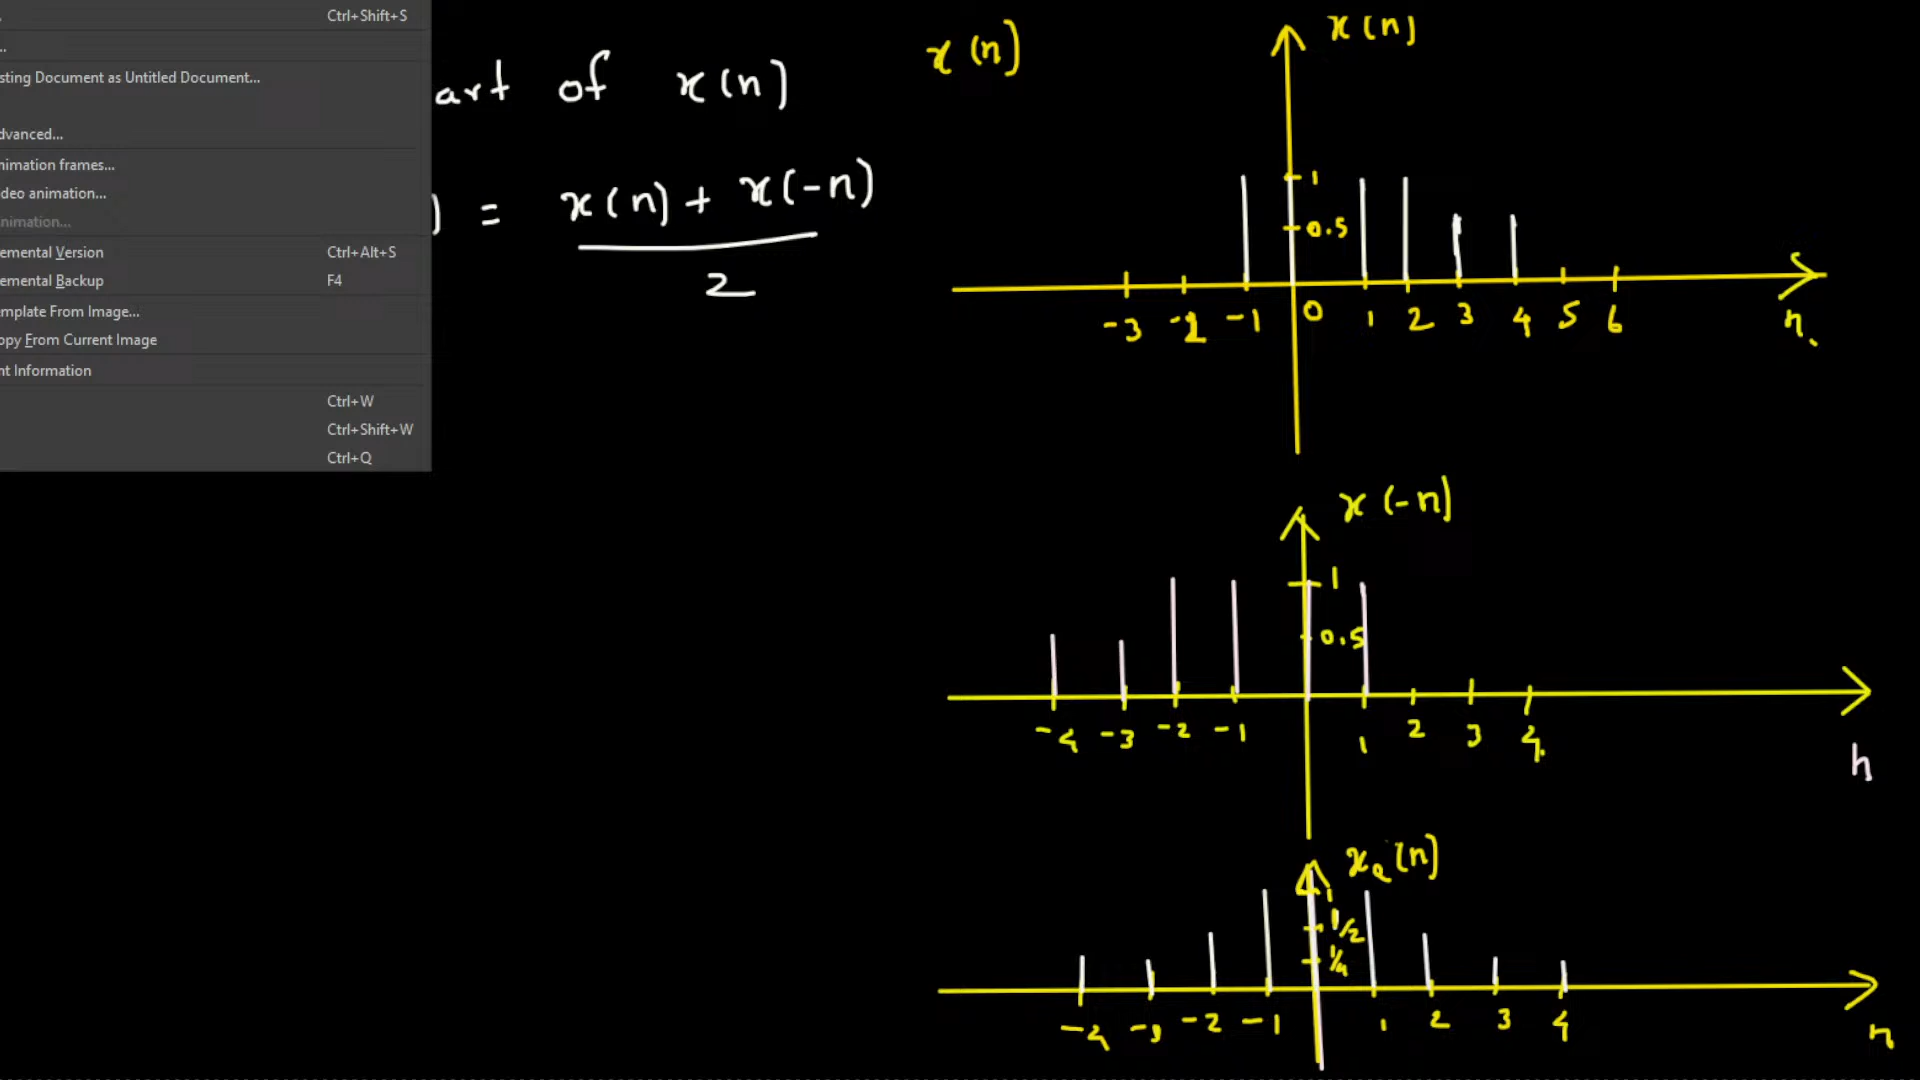 Ctrl+Shift+S
...
sting Document as Untitled Document...
dvanced...
nimation frames...
deo animation...
nimation...
emental Version Ctrl+Alt+S
emental Backup F4
mplate From Image...
opy From Current Image
nt Information
Ctrl+W
Ctrl+Shift+W
Ctrl+Q
art of x(n)
) = x(n) + x(-n)
2
x(n)
x(n)
1
0.5
-3 -2 -1 0 1 2 3 4 5 6 n.
x(-n)
1
0.5
-4 -3 -2 -1 1 2 3 4.
n
xe(n)
1
1/2
1/4
-4 -3 -2 -1 1 2 3 4
n